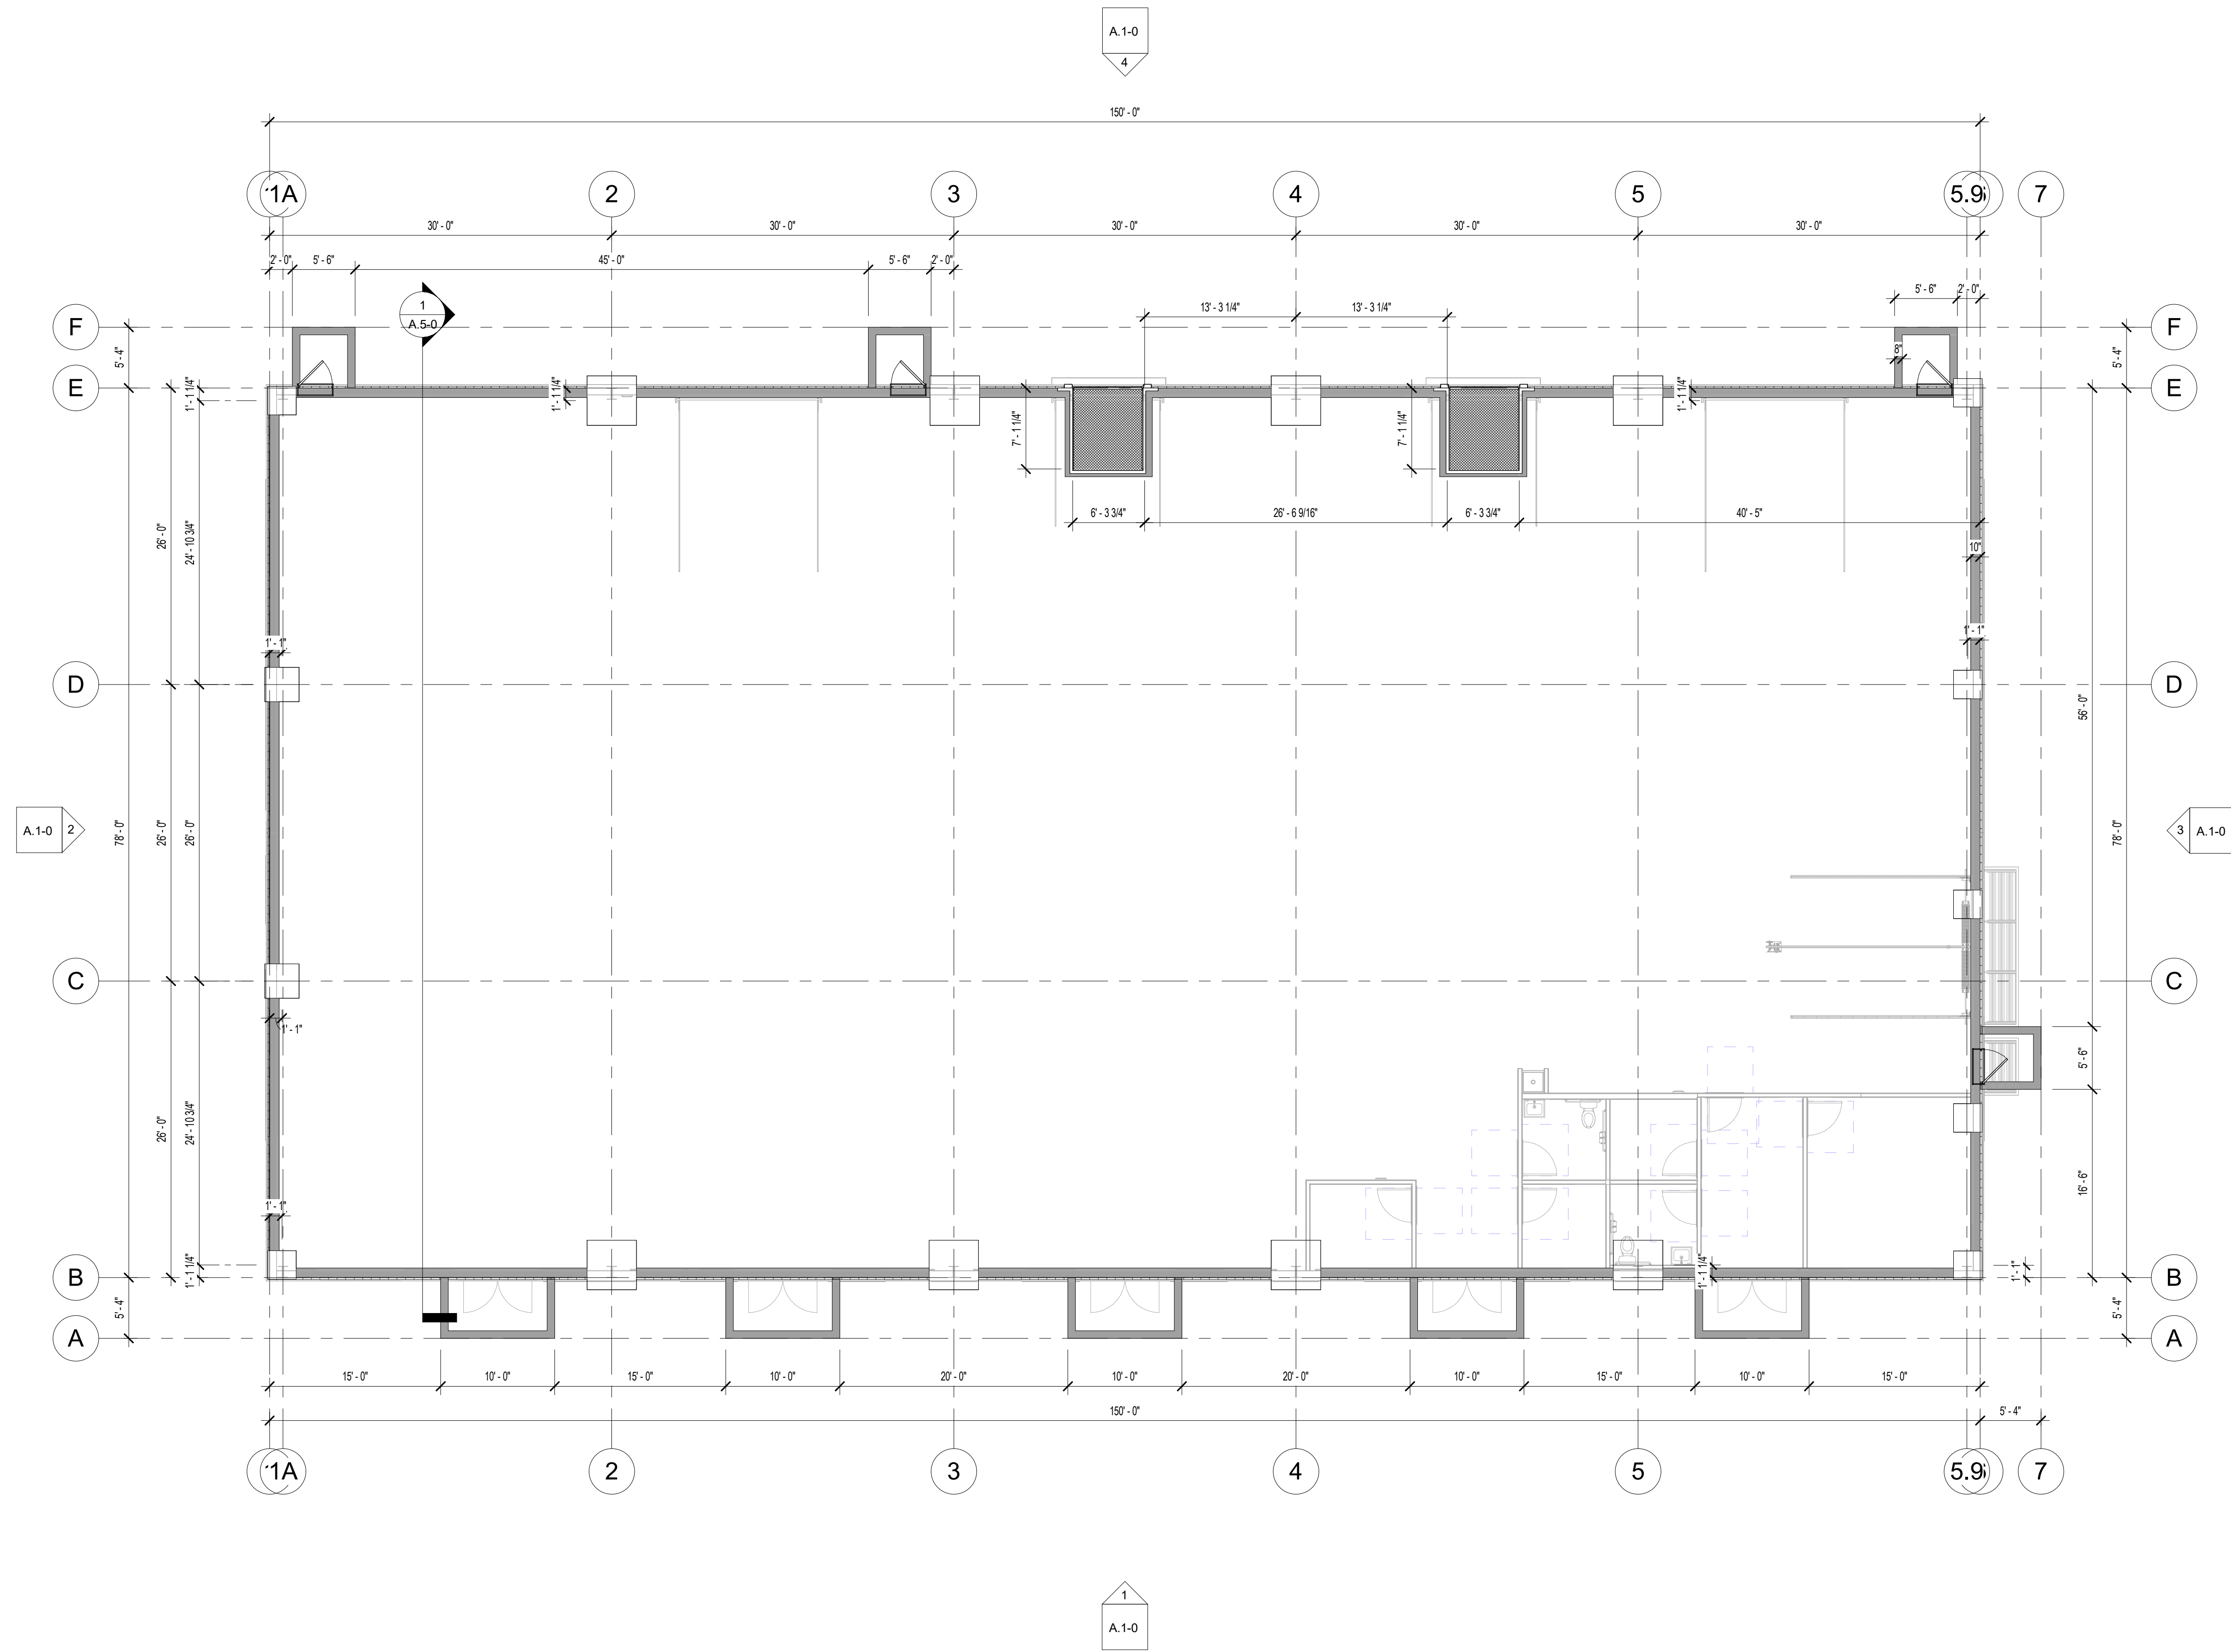 A.1-0
4
150' - 0"
1A 2 3 4 5 5.9 7
30' - 0" 30' - 0" 30' - 0" 30' - 0" 30' - 0"
2' - 0" 5' - 6" 45' - 0" 5' - 6" 2' - 0"
5' - 6" 2' - 0"
13' - 3 1/4" 13' - 3 1/4"
1
A.5-0
F F
8"
5' - 4" 5' - 4"
E E
1' - 1 1/4" 1' - 1 1/4" 1' - 1 1/4"
7' - 1 1/4" 7' - 1 1/4"
6' - 3 3/4" 26' - 6 9/16" 6' - 3 3/4" 40' - 5"
26' - 0" 24' - 10 3/4"
10"
1' - 1" 1' - 1"
D D
56' - 0"
A.1-0 2 78' - 0" 26' - 0" 26' - 0" 78' - 0" 3 A.1-0
C C
1' - 1"
5' - 6"
26' - 0" 24' - 10 3/4"
16' - 6"
1' - 1"
1' - 1 1/4" 1' - 1 1/4" 1' - 1"
B B
5' - 4" 5' - 4"
A A
15' - 0" 10' - 0" 15' - 0" 10' - 0" 20' - 0" 10' - 0" 20' - 0" 10' - 0" 15' - 0" 10' - 0" 15' - 0"
150' - 0" 5' - 4"
1A 2 3 4 5 5.9 7
1
A.1-0